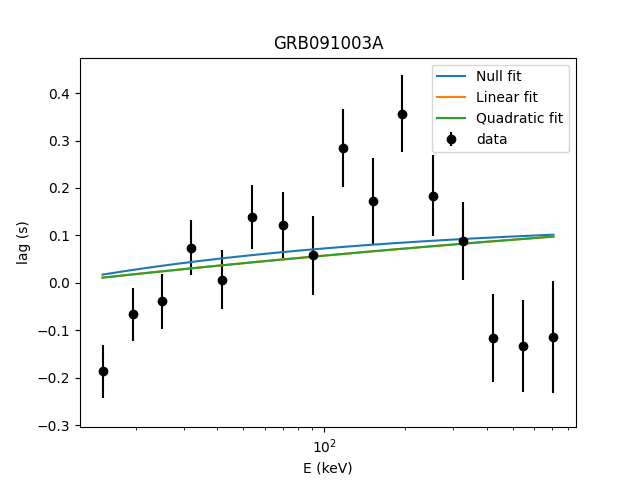 GRB091003A
Null fit
Linear fit
Quadratic fit
data
lag (s)
0.4
0.3
0.2
0.1
0.0
−0.1
−0.2
−0.3
10²
E (keV)